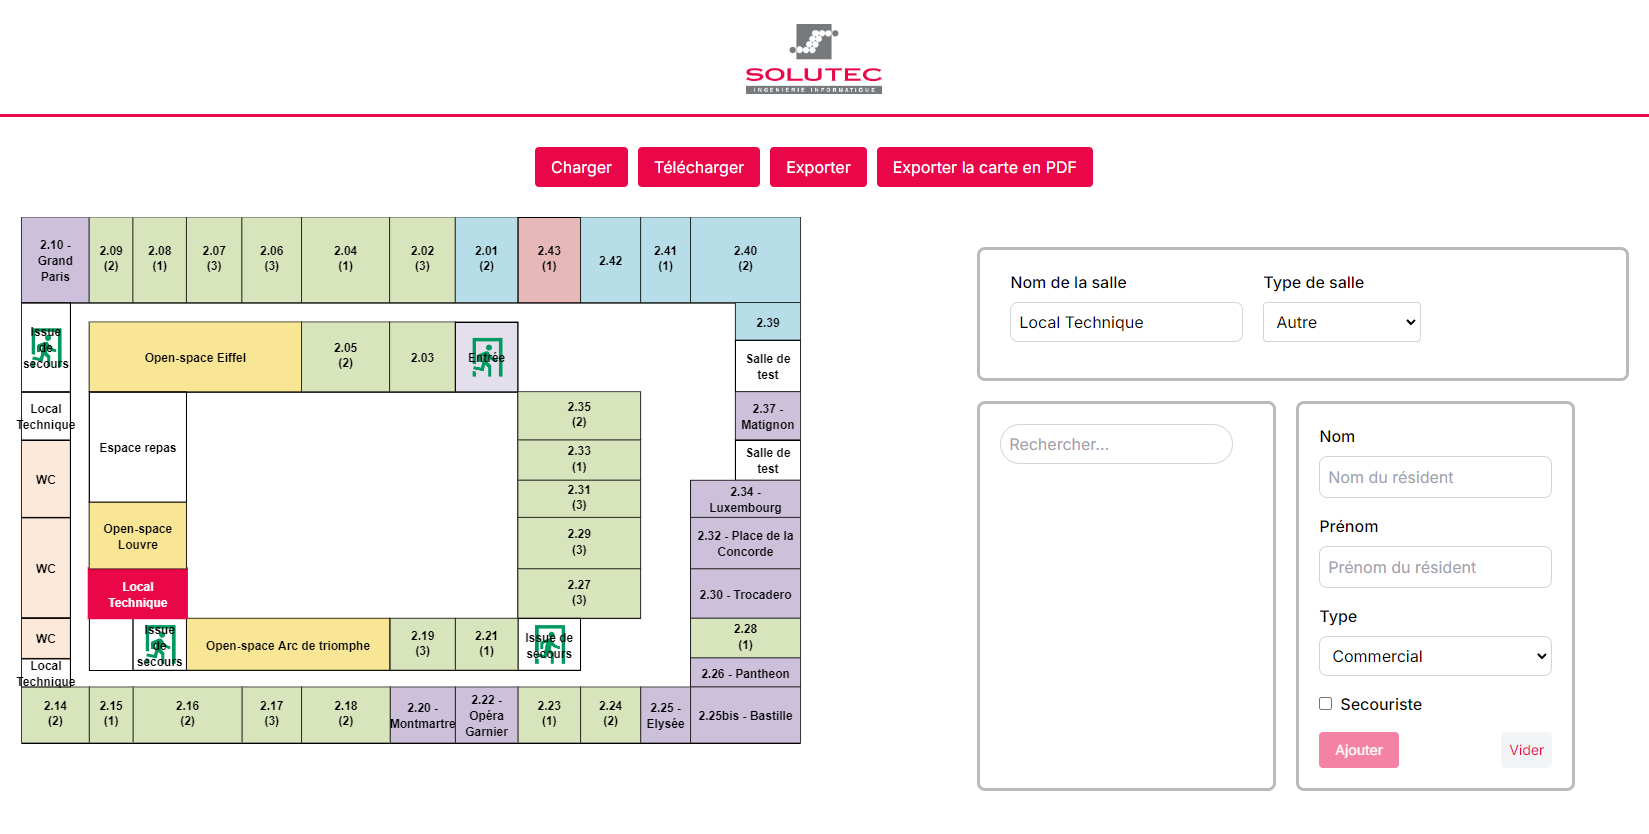 SOLUTEC
INGENIERIE INFORMATIQUE
Charger
Télécharger
Exporter
Exporter la carte en PDF
2.10 -
Grand
Paris
2.09
(2)
2.08
(1)
2.07
(3)
2.06
(3)
2.04
(1)
2.02
(3)
2.01
(2)
2.43
(1)
2.42
2.41
(1)
2.40
(2)
Issue
de
secours
Open-space Eiffel
2.05
(2)
2.03
Entrée
2.39
Salle de
test
Local
Technique
Espace repas
2.35
(2)
2.37 -
Matignon
WC
2.33
(1)
Salle de
test
2.31
(3)
2.34 -
Luxembourg
Open-space
Louvre
2.29
(3)
2.32 - Place de la
Concorde
WC
Local
Technique
2.27
(3)
2.30 - Trocadero
WC
Issue
de
secours
Open-space Arc de triomphe
2.19
(3)
2.21
(1)
Issue de
secours
2.28
(1)
Local
Technique
2.26 - Pantheon
2.14
(2)
2.15
(1)
2.16
(2)
2.17
(3)
2.18
(2)
2.20 -
Montmartre
2.22 -
Opéra
Garnier
2.23
(1)
2.24
(2)
2.25 -
Elysée
2.25bis - Bastille
Nom de la salle
Type de salle
Local Technique
Autre
Rechercher...
Nom
Nom du résident
Prénom
Prénom du résident
Type
Commercial
Secouriste
Ajouter
Vider